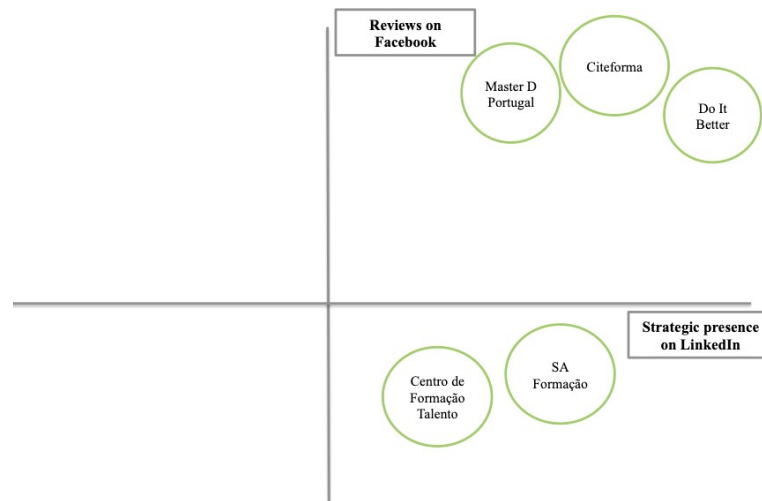 Reviews on
Facebook
Master D
Portugal
Citeforma
Do It
Better
Strategic presence
on LinkedIn
Centro de
Formação
Talento
SA
Formação